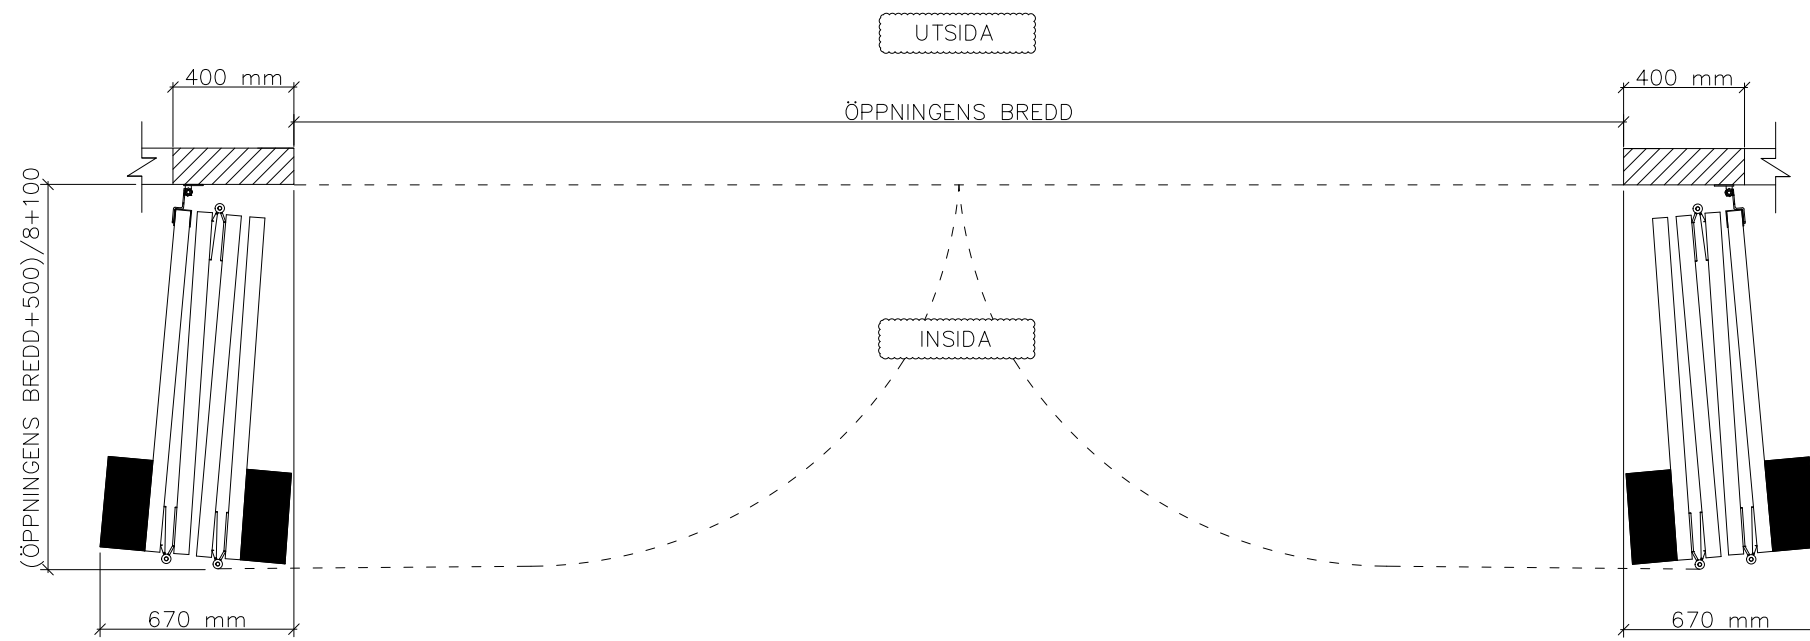 UTSIDA
400 mm
400 mm
ÖPPNINGENS BREDD
(ÖPPNINGENS BREDD+500)/8+100
INSIDA
670 mm
670 mm